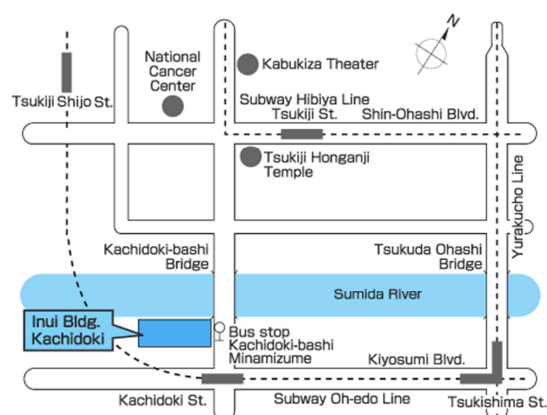 N
National
Cancer
Center
Kabukiza Theater
Tsukiji Shijo St.
Subway Hibiya Line
Tsukiji St.
Shin-Ohashi Blvd.
Tsukiji Honganji
Temple
Yurakucho Line
Kachidoki-bashi
Bridge
Tsukuda Ohashi
Bridge
Sumida River
Inui Bldg.
Kachidoki
Bus stop
Kachidoki-bashi
Minamizume
Kiyosumi Blvd.
Kachidoki St.
Subway Oh-edo Line
Tsukishima St.